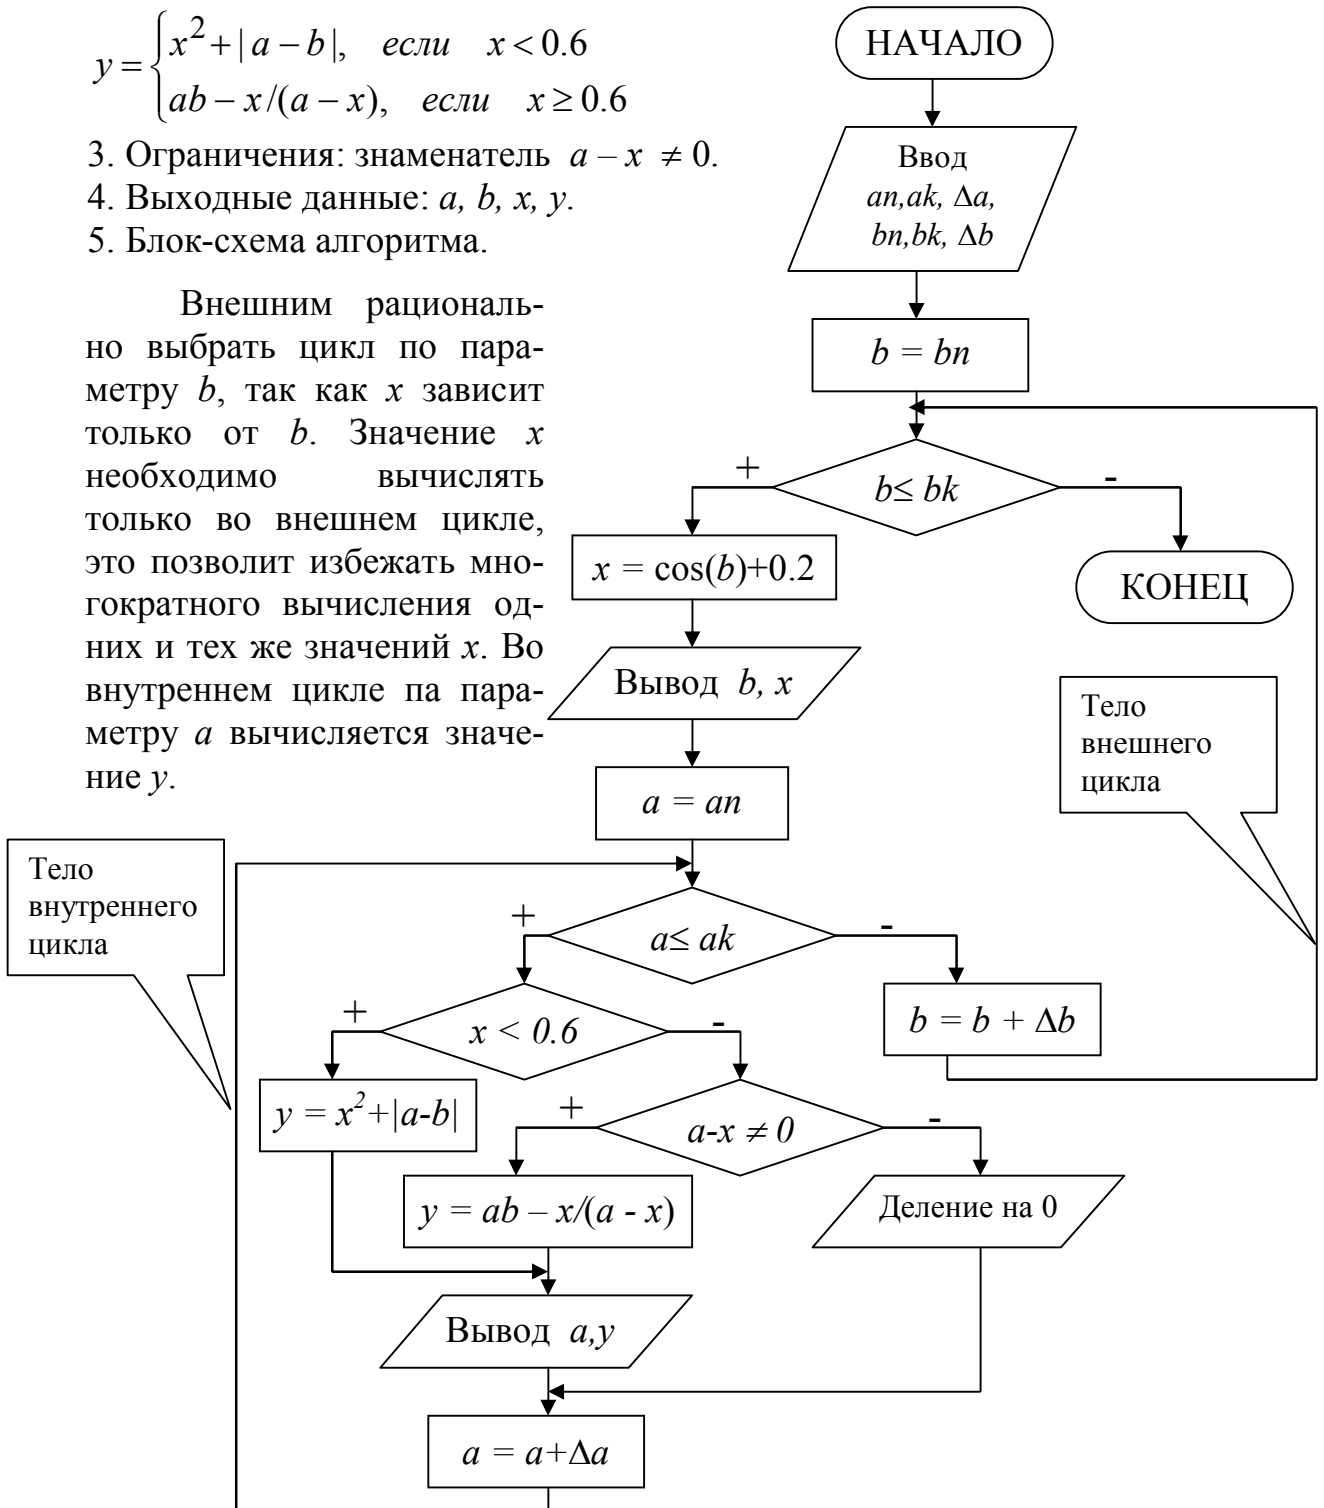 y = { x² + | a – b |, если x < 0.6
ab – x /(a – x), если x ≥ 0.6
3. Ограничения: знаменатель a – x ≠ 0.
4. Выходные данные: a, b, x, y.
5. Блок-схема алгоритма.
Внешним рациональ-
но выбрать цикл по пара-
метру b, так как x зависит
только от b. Значение x
необходимо вычислять
только во внешнем цикле,
это позволит избежать мно-
гократного вычисления од-
них и тех же значений x. Во
внутреннем цикле па пара-
метру a вычисляется значе-
ние y.
НАЧАЛО
Ввод
an,ak, Δa,
bn,bk, Δb
b = bn
b≤ bk
+
-
x = cos(b)+0.2
КОНЕЦ
Вывод b, x
Тело
внешнего
цикла
a = an
Тело
внутреннего
цикла
a≤ ak
+
-
b = b + Δb
x < 0.6
+
-
y = x²+|a-b|
a-x ≠ 0
+
-
y = ab – x/(a - x)
Деление на 0
Вывод a,y
a = a+Δa